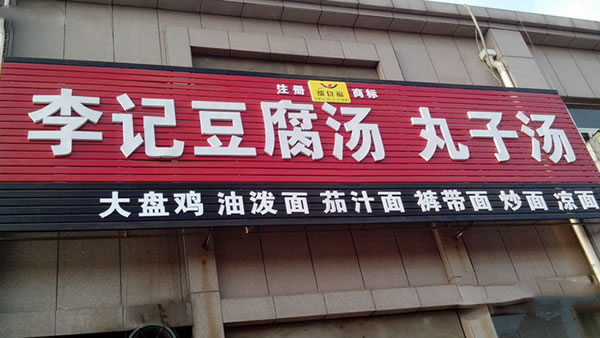 注册 商标
李记豆腐汤 丸子汤
大盘鸡 油泼面 茄汁面 裤带面 炒面 凉面